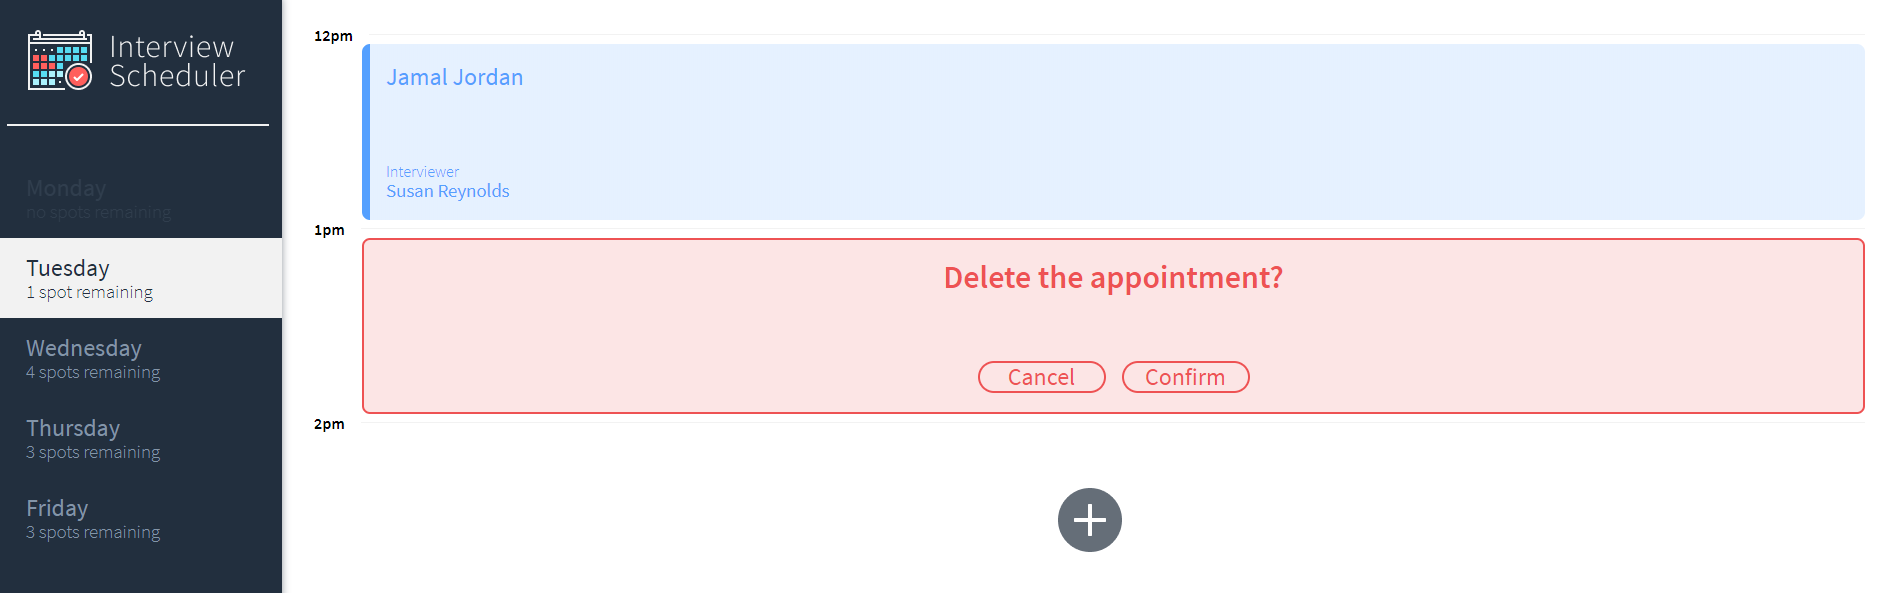 Interview
Scheduler
Monday
no spots remaining
Tuesday
1 spot remaining
Wednesday
4 spots remaining
Thursday
3 spots remaining
Friday
3 spots remaining
12pm
Jamal Jordan
Interviewer
Susan Reynolds
1pm
Delete the appointment?
Cancel Confirm
2pm